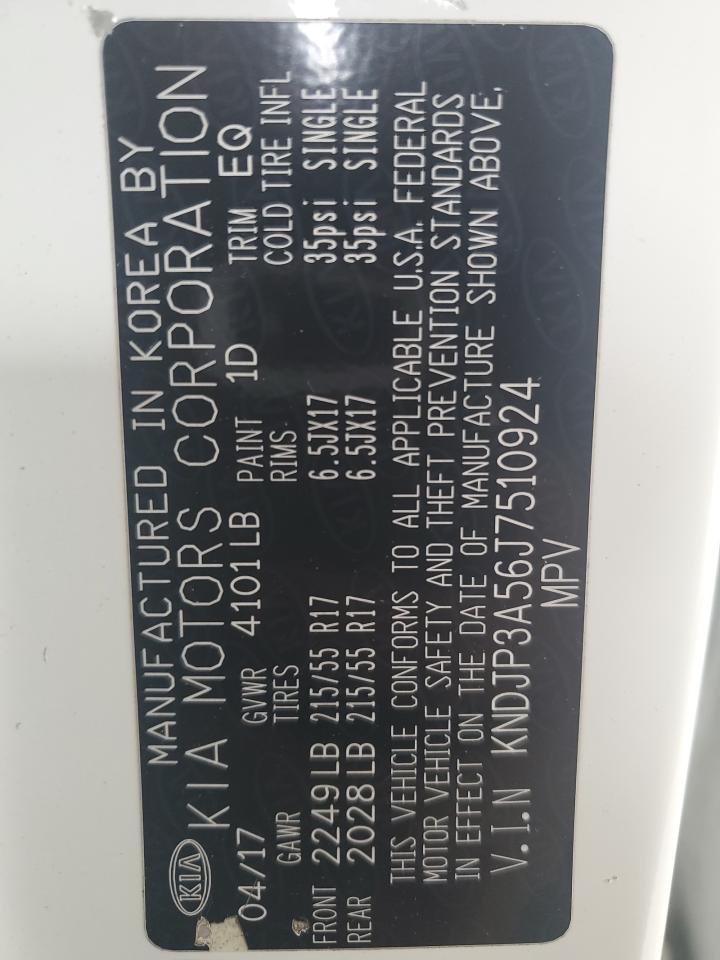 MANUFACTURED IN KOREA BY
KIA KIA MOTORS CORPORATION
04/17 GVWR 4101LB PAINT 1D TRIM EQ
GAWR TIRES RIMS COLD TIRE INFL
FRONT 2249LB 215/55 R17 6.5JX17 35psi SINGLE
REAR 2028LB 215/55 R17 6.5JX17 35psi SINGLE
THIS VEHICLE CONFORMS TO ALL APPLICABLE U.S.A. FEDERAL
MOTOR VEHICLE SAFETY AND THEFT PREVENTION STANDARDS
IN EFFECT ON THE DATE OF MANUFACTURE SHOWN ABOVE.
V.I.N KNDJP3A56J7510924
MPV